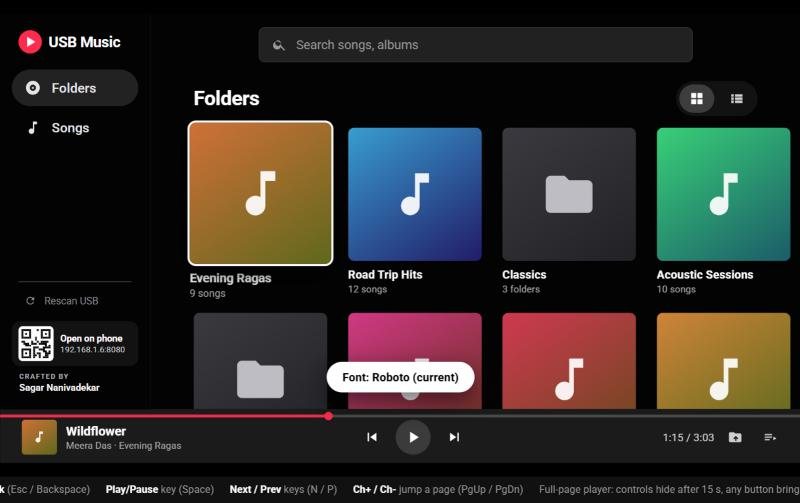 USB Music
Search songs, albums
Folders
Songs
Folders
Evening Ragas
9 songs
Road Trip Hits
12 songs
Classics
3 folders
Acoustic Sessions
10 songs
Rescan USB
Open on phone
192.168.1.6:8080
CRAFTED BY
Sagar Nanivadekar
Font: Roboto (current)
Wildflower
Meera Das · Evening Ragas
1:15 / 3:03
(Esc / Backspace) Play/Pause key (Space) Next / Prev keys (N / P) Ch+ / Ch- jump a page (PgUp / PgDn) Full-page player: controls hide after 15 s, any button bring